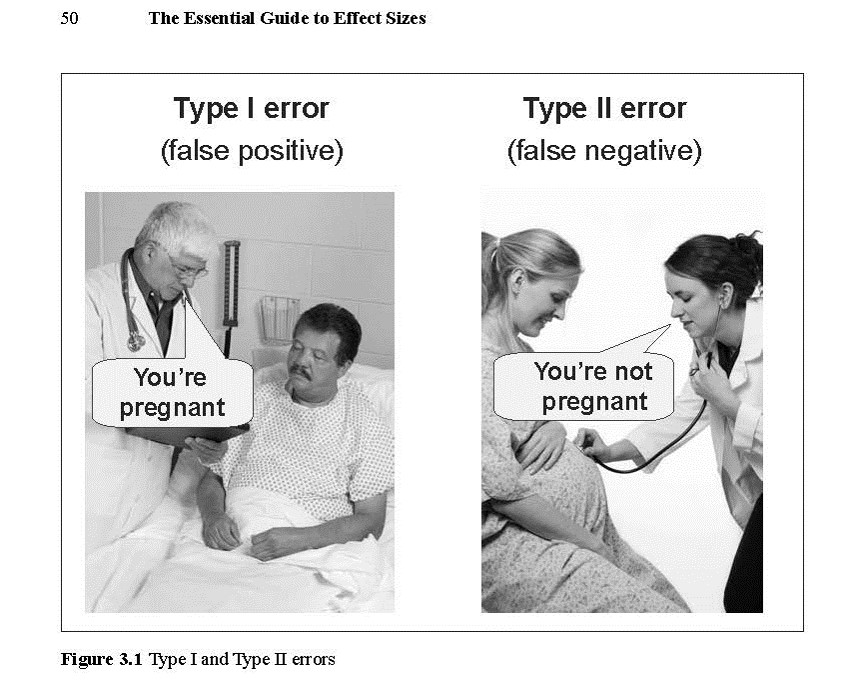 50 The Essential Guide to Effect Sizes
Type I error
(false positive)
Type II error
(false negative)
You're
pregnant
You're not
pregnant
Figure 3.1 Type I and Type II errors